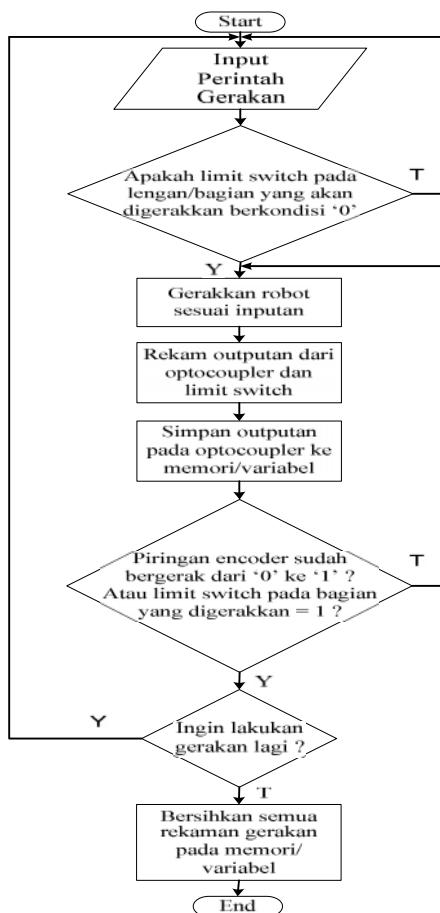 Start
Input
Perintah
Gerakan
Apakah limit switch pada
lengan/bagian yang akan
digerakkan berkondisi ‘0’
T
Y
Gerakkan robot
sesuai inputan
Rekam outputan dari
optocoupler dan
limit switch
Simpan outputan
pada optocoupler ke
memori/variabel
Piringan encoder sudah
bergerak dari ‘0’ ke ‘1’ ?
Atau limit switch pada bagian
yang digerakkan = 1 ?
T
Y
Y
Ingin lakukan
gerakan lagi ?
T
Bersihkan semua
rekaman gerakan
pada memori/
variabel
End